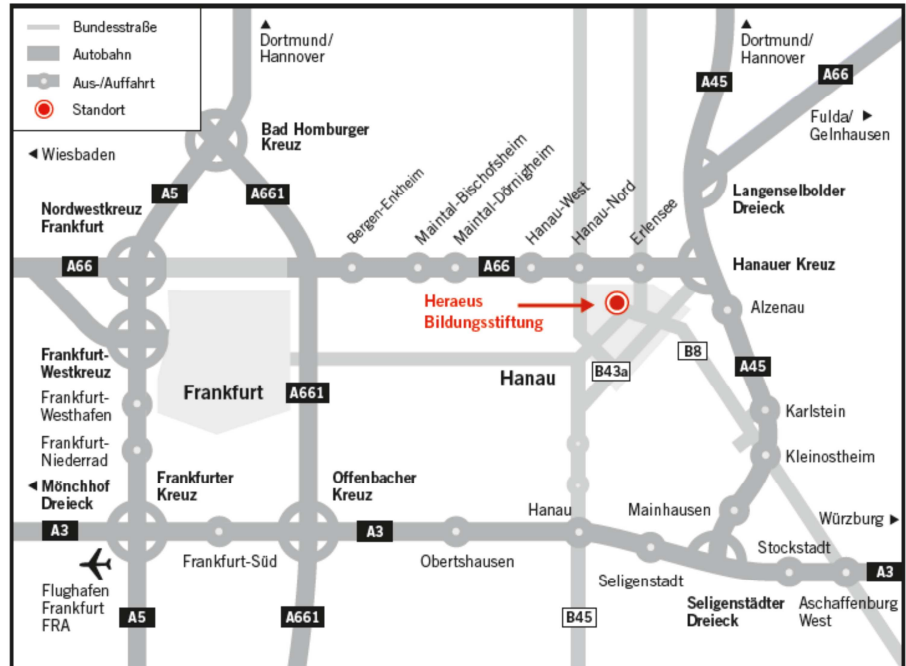 Bundesstraße
Autobahn
Aus-/Auffahrt
Standort
Dortmund/
Hannover
Dortmund/
Hannover
A45
A66
Fulda/
Gelnhausen
Bad Homburger
Kreuz
Wiesbaden
A5
A661
Nordwestkreuz
Frankfurt
Bergen-Enkheim
Maintal-Bischofsheim
Maintal-Dörnigheim
Hanau-West
Hanau-Nord
Erlensee
Langenselbolder
Dreieck
A66
A66
Hanauer Kreuz
Heraeus
Bildungsstiftung
Alzenau
Frankfurt-
Westkreuz
Frankfurt
A661
Hanau
B43a
B8
A45
Frankfurt-
Westhafen
Karlstein
Frankfurt-
Niederrad
Kleinostheim
Mönchhof
Dreieck
Frankfurter
Kreuz
Offenbacher
Kreuz
Hanau
Mainhausen
Würzburg
A3
A3
Frankfurt-Süd
Obertshausen
Seligenstadt
Stockstadt
A3
Flughafen
Frankfurt
FRA
A5
A661
B45
Seligenstädter
Dreieck
Aschaffenburg
West